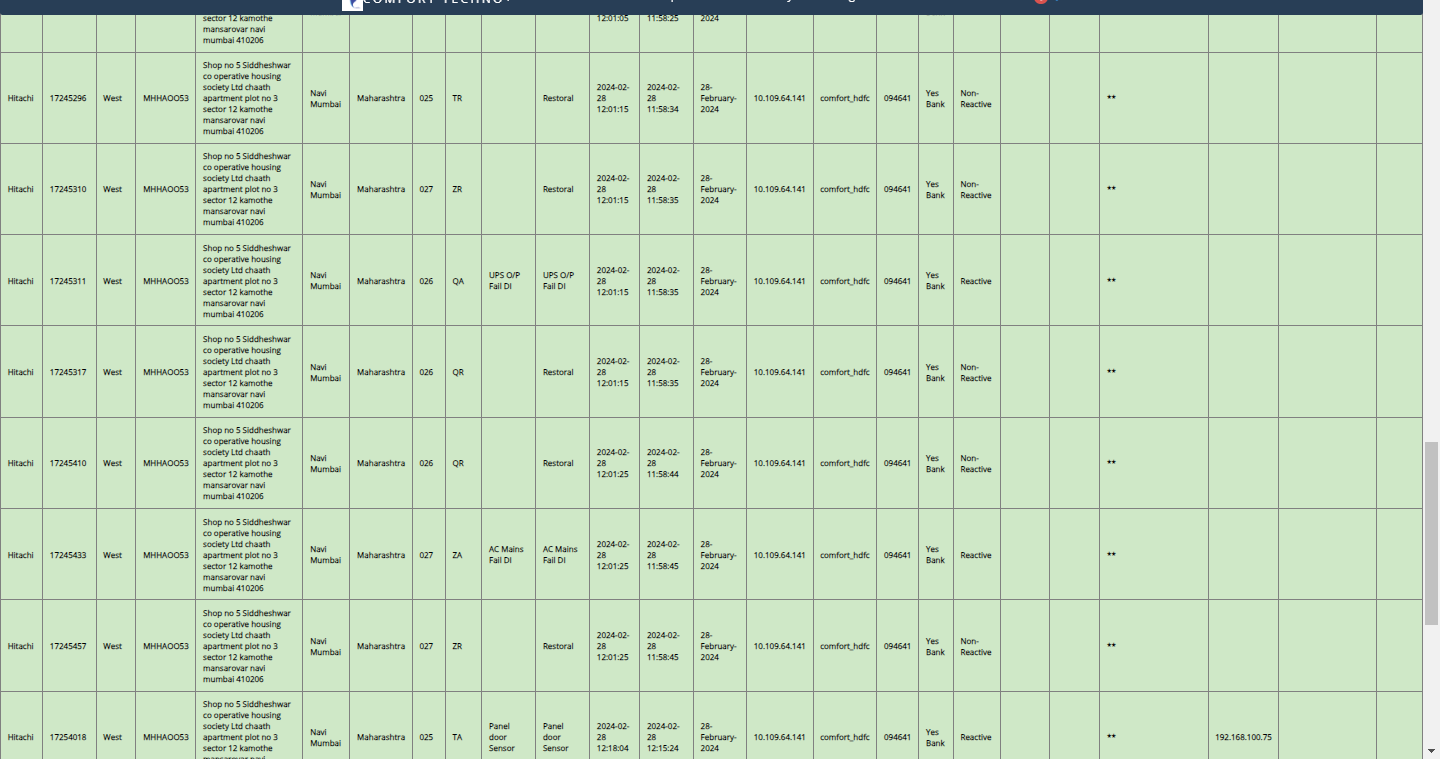 COMFORT TECHNO
sector 12 kamothe mansarovar navi mumbai 410206 12:01:05 11:58:25
Hitachi 17245296 West MHHAOO53 Shop no 5 Siddheshwar co operative housing society Ltd chaath apartment plot no 3 sector 12 kamothe mansarovar navi mumbai 410206 Navi Mumbai Maharashtra 025 TR Restoral 2024-02-28 12:01:15 2024-02-28 11:58:34 28-February-2024 10.109.64.141 comfort_hdfc 094641 Yes Bank Non-Reactive **
Hitachi 17245310 West MHHAOO53 Shop no 5 Siddheshwar co operative housing society Ltd chaath apartment plot no 3 sector 12 kamothe mansarovar navi mumbai 410206 Navi Mumbai Maharashtra 027 ZR Restoral 2024-02-28 12:01:15 2024-02-28 11:58:35 28-February-2024 10.109.64.141 comfort_hdfc 094641 Yes Bank Non-Reactive **
Hitachi 17245311 West MHHAOO53 Shop no 5 Siddheshwar co operative housing society Ltd chaath apartment plot no 3 sector 12 kamothe mansarovar navi mumbai 410206 Navi Mumbai Maharashtra 026 QA UPS O/P Fail DI UPS O/P Fail DI 2024-02-28 12:01:15 2024-02-28 11:58:35 28-February-2024 10.109.64.141 comfort_hdfc 094641 Yes Bank Reactive **
Hitachi 17245317 West MHHAOO53 Shop no 5 Siddheshwar co operative housing society Ltd chaath apartment plot no 3 sector 12 kamothe mansarovar navi mumbai 410206 Navi Mumbai Maharashtra 026 QR Restoral 2024-02-28 12:01:15 2024-02-28 11:58:35 28-February-2024 10.109.64.141 comfort_hdfc 094641 Yes Bank Non-Reactive **
Hitachi 17245410 West MHHAOO53 Shop no 5 Siddheshwar co operative housing society Ltd chaath apartment plot no 3 sector 12 kamothe mansarovar navi mumbai 410206 Navi Mumbai Maharashtra 026 QR Restoral 2024-02-28 12:01:25 2024-02-28 11:58:44 28-February-2024 10.109.64.141 comfort_hdfc 094641 Yes Bank Non-Reactive **
Hitachi 17245433 West MHHAOO53 Shop no 5 Siddheshwar co operative housing society Ltd chaath apartment plot no 3 sector 12 kamothe mansarovar navi mumbai 410206 Navi Mumbai Maharashtra 027 ZA AC Mains Fail DI AC Mains Fail DI 2024-02-28 12:01:25 2024-02-28 11:58:45 28-February-2024 10.109.64.141 comfort_hdfc 094641 Yes Bank Reactive **
Hitachi 17245457 West MHHAOO53 Shop no 5 Siddheshwar co operative housing society Ltd chaath apartment plot no 3 sector 12 kamothe mansarovar navi mumbai 410206 Navi Mumbai Maharashtra 027 ZR Restoral 2024-02-28 12:01:25 2024-02-28 11:58:45 28-February-2024 10.109.64.141 comfort_hdfc 094641 Yes Bank Non-Reactive **
Hitachi 17254018 West MHHAOO53 Shop no 5 Siddheshwar co operative housing society Ltd chaath apartment plot no 3 sector 12 kamothe mansarovar navi Navi Mumbai Maharashtra 025 TA Panel door Sensor Panel door Sensor 2024-02-28 12:18:04 2024-02-28 12:15:24 28-February-2024 10.109.64.141 comfort_hdfc 094641 Yes Bank Reactive ** 192.168.100.75